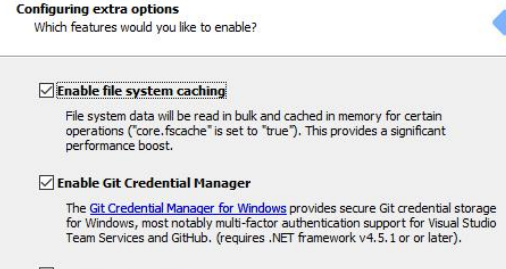 Configuring extra options
Which features would you like to enable?
Enable file system caching
File system data will be read in bulk and cached in memory for certain
operations ("core.fscache" is set to "true"). This provides a significant
performance boost.
Enable Git Credential Manager
The Git Credential Manager for Windows provides secure Git credential storage
for Windows, most notably multi-factor authentication support for Visual Studio
Team Services and GitHub. (requires .NET framework v4.5.1 or or later).